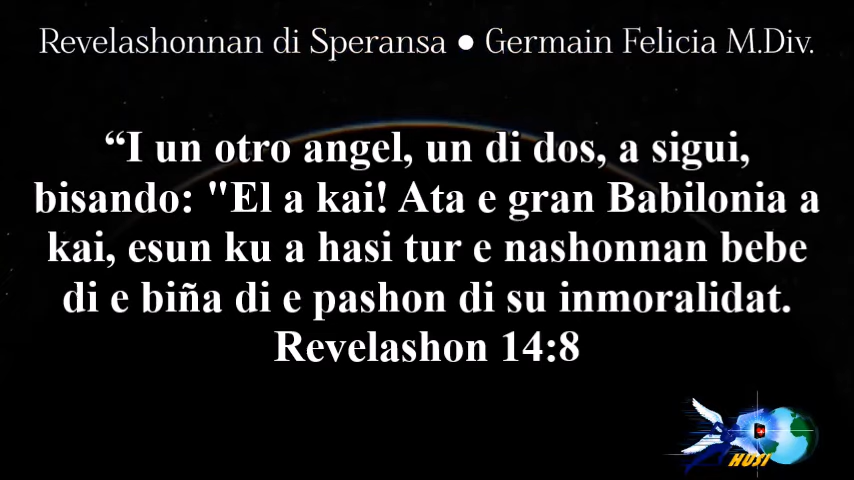 Revelashonnan di Speransa ● Germain Felicia M.Div.
“I un otro angel, un di dos, a sigui,
bisando: "El a kai! Ata e gran Babilonia a
kai, esun ku a hasi tur e nashonnan bebe
di e biña di e pashon di su inmoralidat.
Revelashon 14:8
HUSI